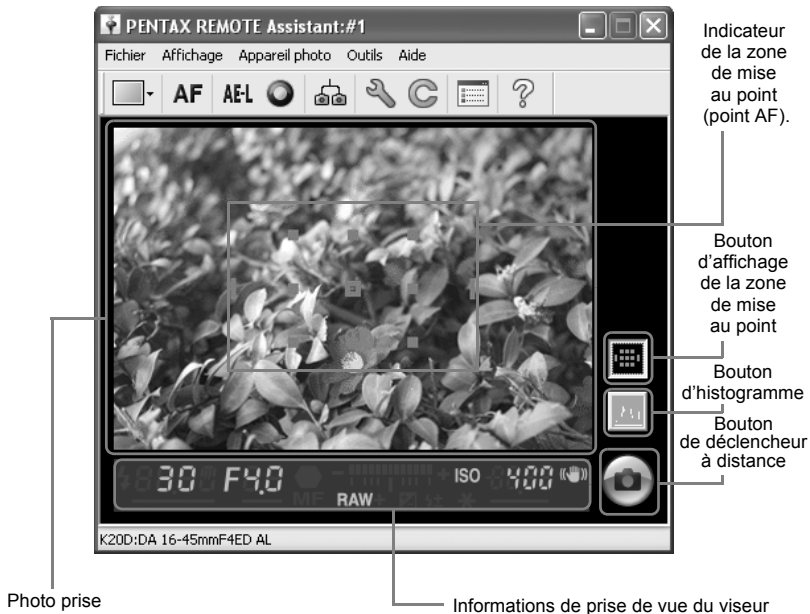 PENTAX REMOTE Assistant:#1
Fichier Affichage Appareil photo Outils Aide
AF AE-L
Indicateur
de la zone
de mise
au point
(point AF).
Bouton
d'affichage
de la zone
de mise
au point
Bouton
d'histogramme
Bouton
de déclencheur
à distance
30 F4.0 - + ISO 400
MF RAW
K20D:DA 16-45mmF4ED AL
Photo prise
Informations de prise de vue du viseur